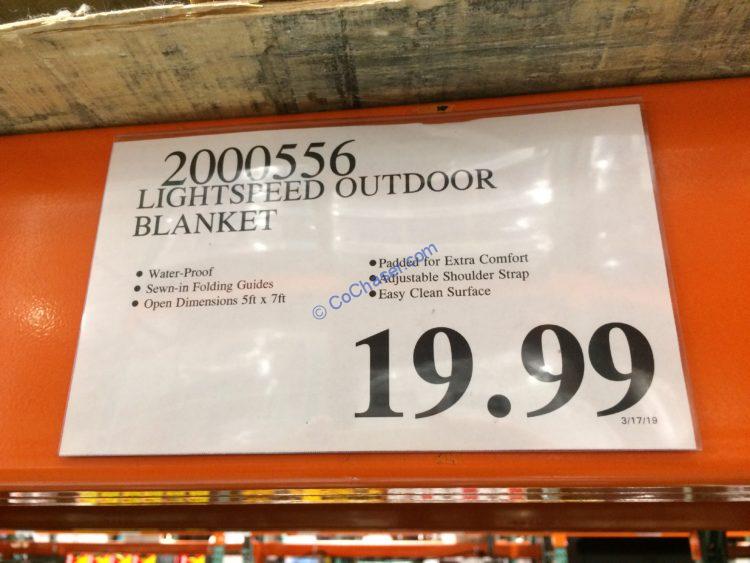 2000556
LIGHTSPEED OUTDOOR
BLANKET
• Water-Proof
• Sewn-in Folding Guides
• Open Dimensions 5ft x 7ft
• Padded for Extra Comfort
• Adjustable Shoulder Strap
• Easy Clean Surface
© CoChaser.com
19.99
3/17/19